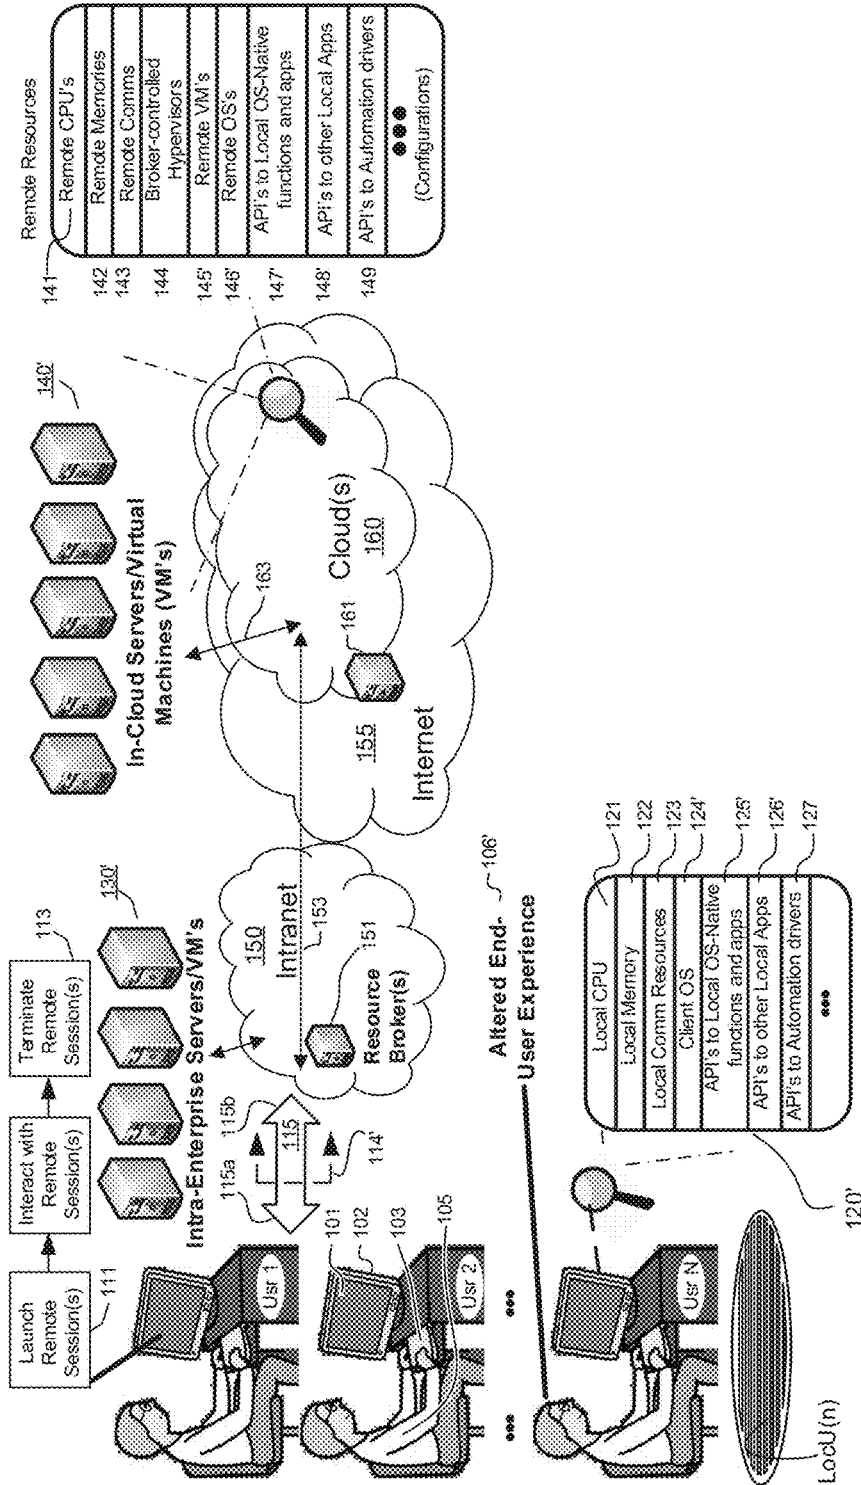 Launch
Remote
Session(s)
111
Interact with
Remote
Session(s)
Terminate
Remote
Session(s)
113
130'
Intra-Enterprise Servers/VM's
140'
In-Cloud Servers/Virtual
Machines (VM's)
Remote Resources
141
Remote CPU's
142
Remote Memories
143
Remote Comms
144
Broker-controlled
Hypervisors
145'
Remote VM's
146'
Remote OS's
147'
API's to Local OS-Native
functions and apps
148'
API's to other Local Apps
149
API's to Automation drivers
•••
(Configurations)
115a
115b
115
114'
150
Intranet
153
151
Resource
Broker(s)
163
Cloud(s)
160
161
155
Internet
Usr 1
101
102
103
105
Usr 2
•••
•••
Altered End-
User Experience
106'
Usr N
LocU(n)
120'
Local CPU
121
Local Memory
122
Local Comm Resources
123
Client OS
124'
API's to Local OS-Native
functions and apps
125'
API's to other Local Apps
126'
API's to Automation drivers
127
•••